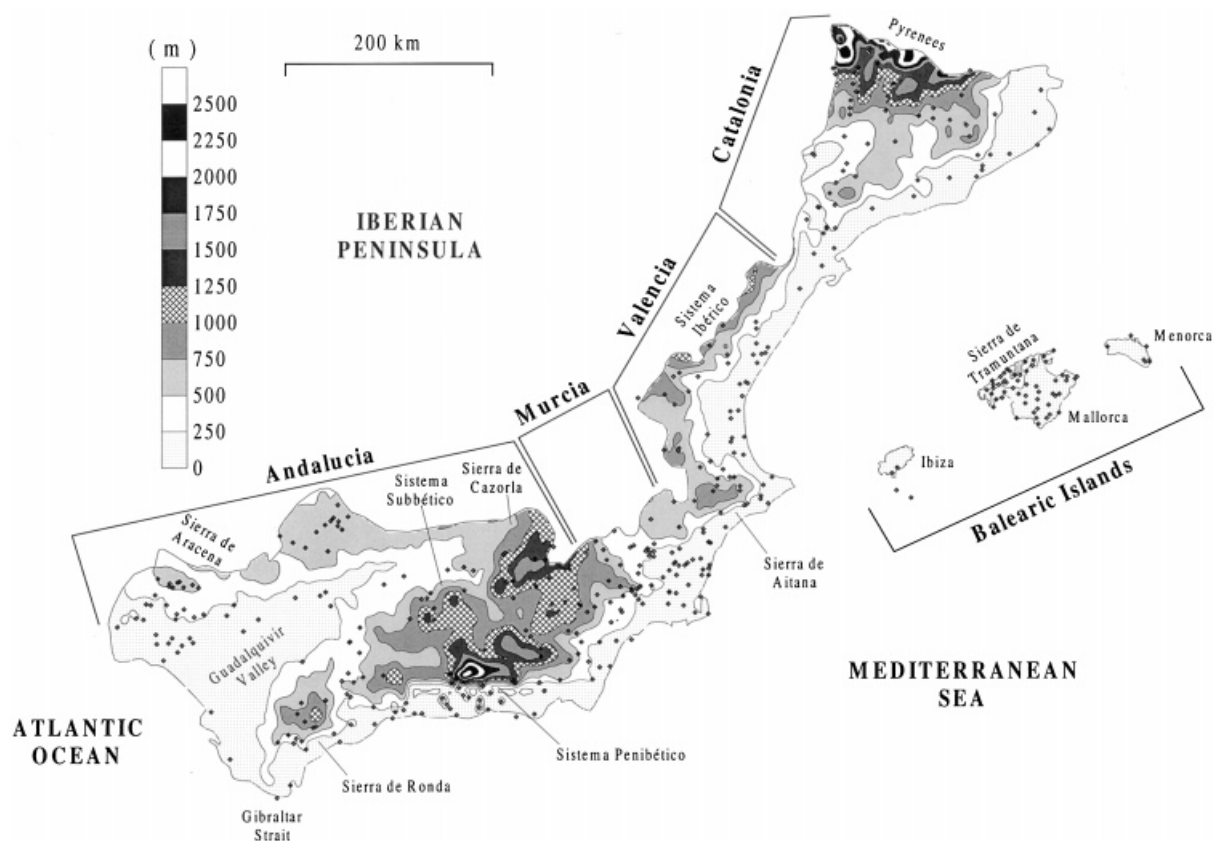 (m)
2500
2250
2000
1750
1500
1250
1000
750
500
250
0
200 km
IBERIAN
PENINSULA
Pyrenees
Catalonia
Valencia
Sistema
Ibérico
Murcia
Andalucia
Sistema
Subbético
Sierra de
Cazorla
Sierra de
Aracena
Guadalquivir
Valley
Sierra de
Tramuntana
Menorca
Mallorca
Ibiza
Balearic Islands
Sierra de
Aitana
MEDITERRANEAN
SEA
ATLANTIC
OCEAN
Sistema Penibético
Sierra de Ronda
Gibraltar
Strait